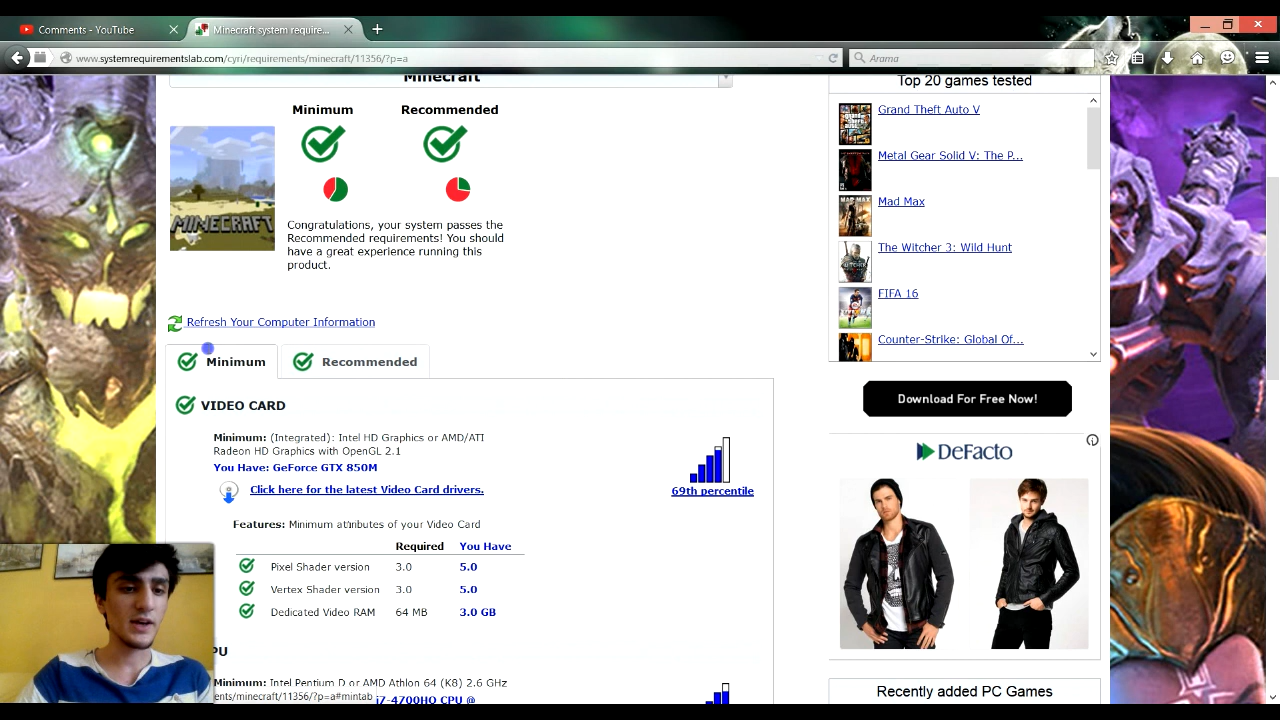 Comments - YouTube
Minecraft system require...
www.systemrequirementslab.com/cyri/requirements/minecraft/11356/?p=a
Arama
Minecraft
Minimum
Recommended
MINECRAFT
Congratulations, your system passes the
Recommended requirements! You should
have a great experience running this
product.
Refresh Your Computer Information
Minimum
Recommended
VIDEO CARD
Minimum: (Integrated): Intel HD Graphics or AMD/ATI
Radeon HD Graphics with OpenGL 2.1
You Have: GeForce GTX 850M
Click here for the latest Video Card drivers.
69th percentile
Features: Minimum attributes of your Video Card
Required You Have
Pixel Shader version 3.0 5.0
Vertex Shader version 3.0 5.0
Dedicated Video RAM 64 MB 3.0 GB
PU
Minimum: Intel Pentium D or AMD Athlon 64 (K8) 2.6 GHz
ents/minecraft/11356/?p=a#mintab
i7-4700HQ CPU @
Top 20 games tested
Grand Theft Auto V
Metal Gear Solid V: The P...
MAD MAX
Mad Max
The Witcher 3: Wild Hunt
FIFA 16
Counter-Strike: Global Of...
Download For Free Now!
DeFacto
Recently added PC Games